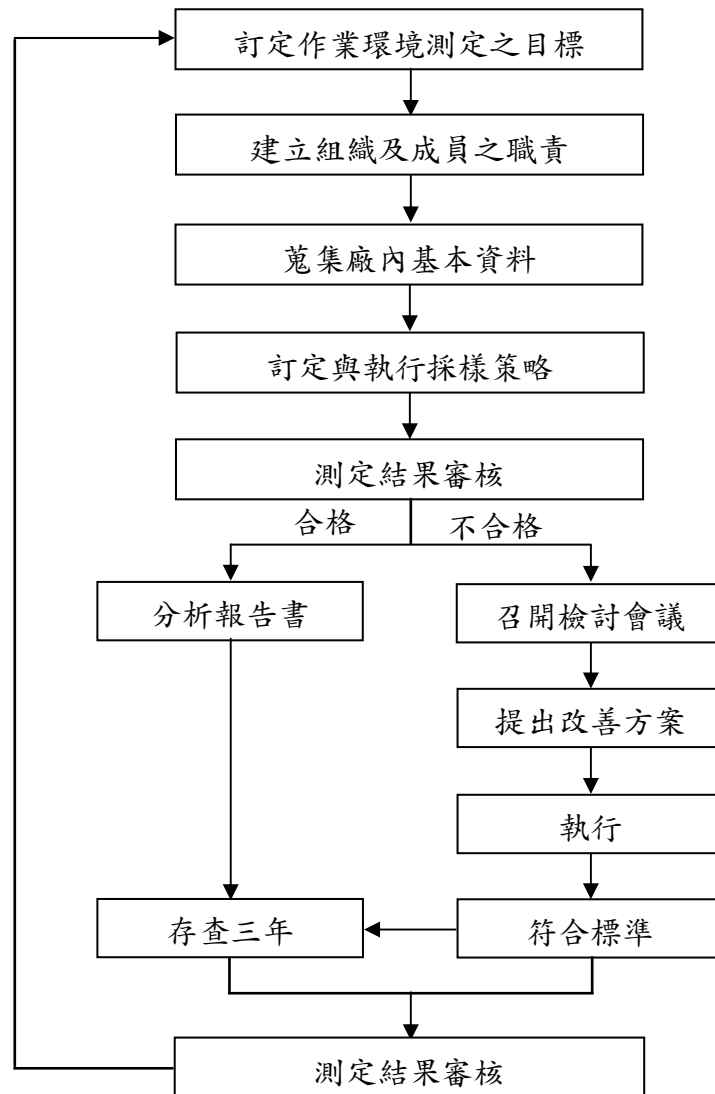 訂定作業環境測定之目標
建立組織及成員之職責
蒐集廠內基本資料
訂定與執行採樣策略
測定結果審核
合格
不合格
分析報告書
召開檢討會議
提出改善方案
執行
存查三年
符合標準
測定結果審核